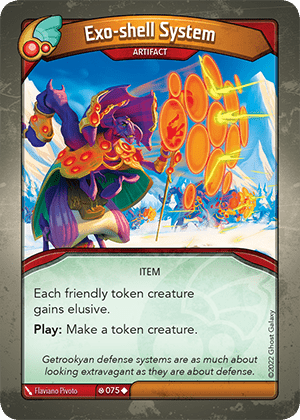 Exo-shell System
ARTIFACT
ITEM
Each friendly token creature
gains elusive.
Play: Make a token creature.
Getrookyan defense systems are as much about
looking extravagant as they are about defense.
Flaviano Pivoto
075
©2022 Ghost Galaxy